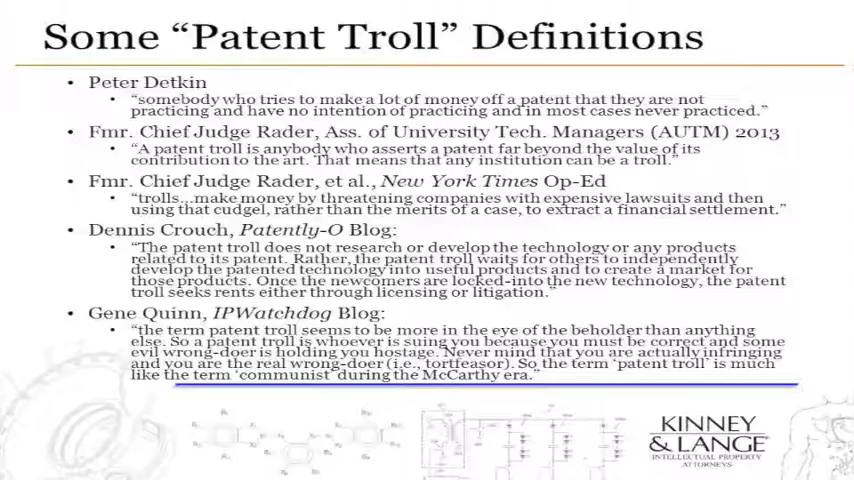 Some “Patent Troll” Definitions
• Peter Detkin
• “somebody who tries to make a lot of money off a patent that they are not
practicing and have no intention of practicing and in most cases never practiced.”
• Fmr. Chief Judge Rader, Ass. of University Tech. Managers (AUTM) 2013
• “A patent troll is anybody who asserts a patent far beyond the value of its
contribution to the art. That means that any institution can be a troll.”
• Fmr. Chief Judge Rader, et al., New York Times Op-Ed
• “trolls...make money by threatening companies with expensive lawsuits and then
using that cudgel, rather than the merits of a case, to extract a financial settlement.”
• Dennis Crouch, Patently-O Blog:
• “The patent troll does not research or develop the technology or any products
related to its patent. Rather, the patent troll waits for others to independently
develop the patented technology into useful products and to create a market for
those products. Once the newcomers are locked-into the new technology, the patent
troll seeks rents either through licensing or litigation.”
• Gene Quinn, IPWatchdog Blog:
• “the term patent troll seems to be more in the eye of the beholder than anything
else. So a patent troll is whoever is suing you because you must be correct and some
evil wrong-doer is holding you hostage. Never mind that you are actually infringing
and you are the real wrong-doer (i.e., tortfeasor). So the term ‘patent troll’ is much
like the term ‘communist’ during the McCarthy era.”
KINNEY
& LANGE
INTELLECTUAL PROPERTY
ATTORNEYS